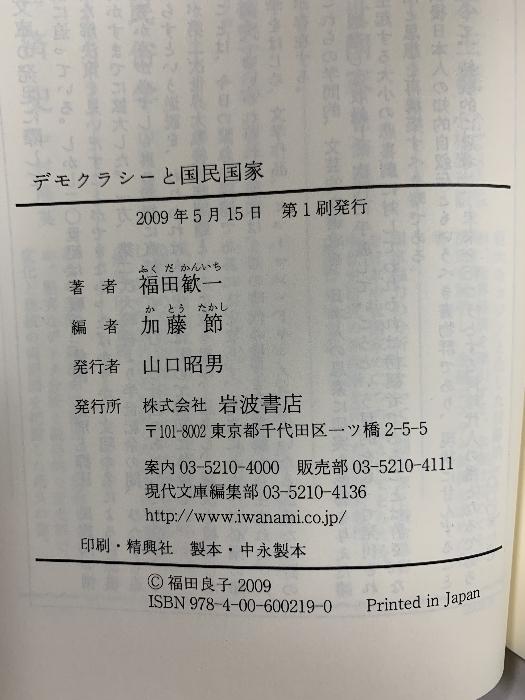 デモクラシーと国民国家
2009年5月15日 第1刷発行
ふくだかんいち
著者 福田歓一
かとうたかし
編者 加藤節
発行者 山口昭男
発行所 株式会社 岩波書店
〒101-8002 東京都千代田区一ツ橋2-5-5
案内 03-5210-4000 販売部 03-5210-4111
現代文庫編集部 03-5210-4136
http://www.iwanami.co.jp/
印刷・精興社 製本・中永製本
© 福田良子 2009
ISBN 978-4-00-600219-0 Printed in Japan